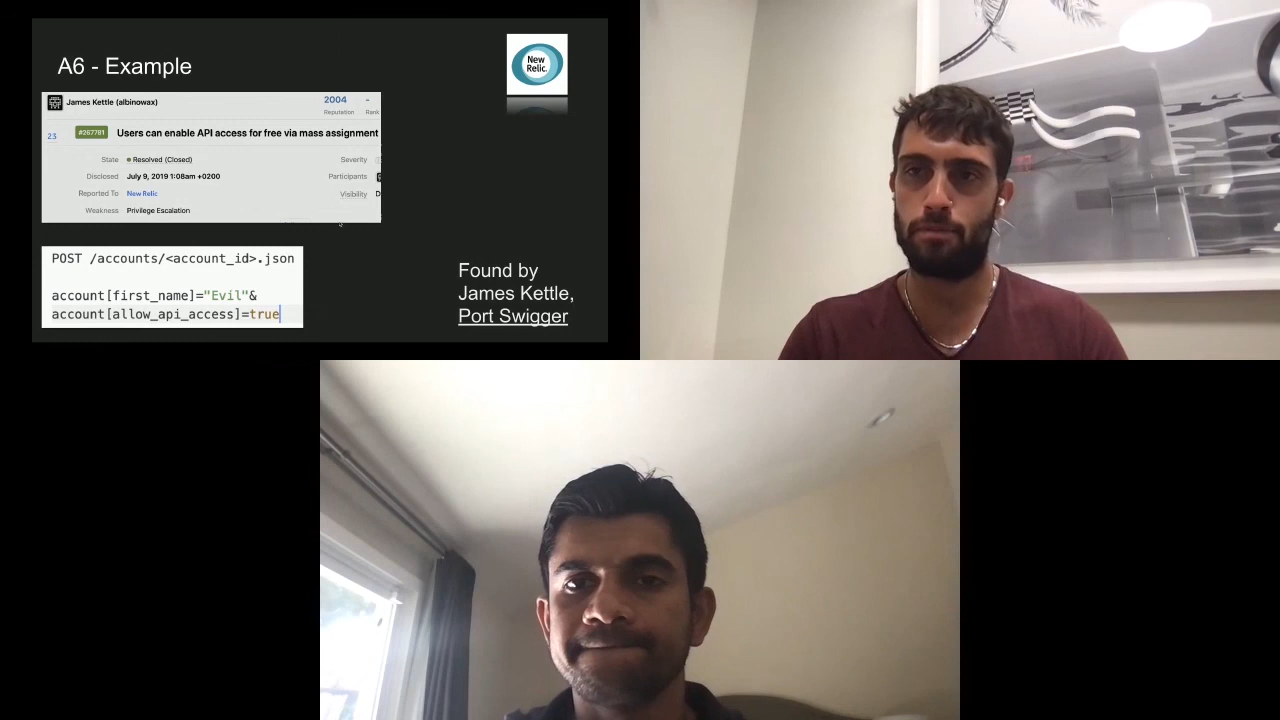 A6 - Example
New Relic.
James Kettle (albinowax)
2004
-
Reputation
Rank
23
#267781
Users can enable API access for free via mass assignment
State
Resolved (Closed)
Severity
Disclosed
July 9, 2019 1:08am +0200
Participants
Reported To
New Relic
Visibility
D
Weakness
Privilege Escalation
POST /accounts/<account_id>.json
account[first_name]="Evil"&
account[allow_api_access]=true
Found by
James Kettle,
Port Swigger